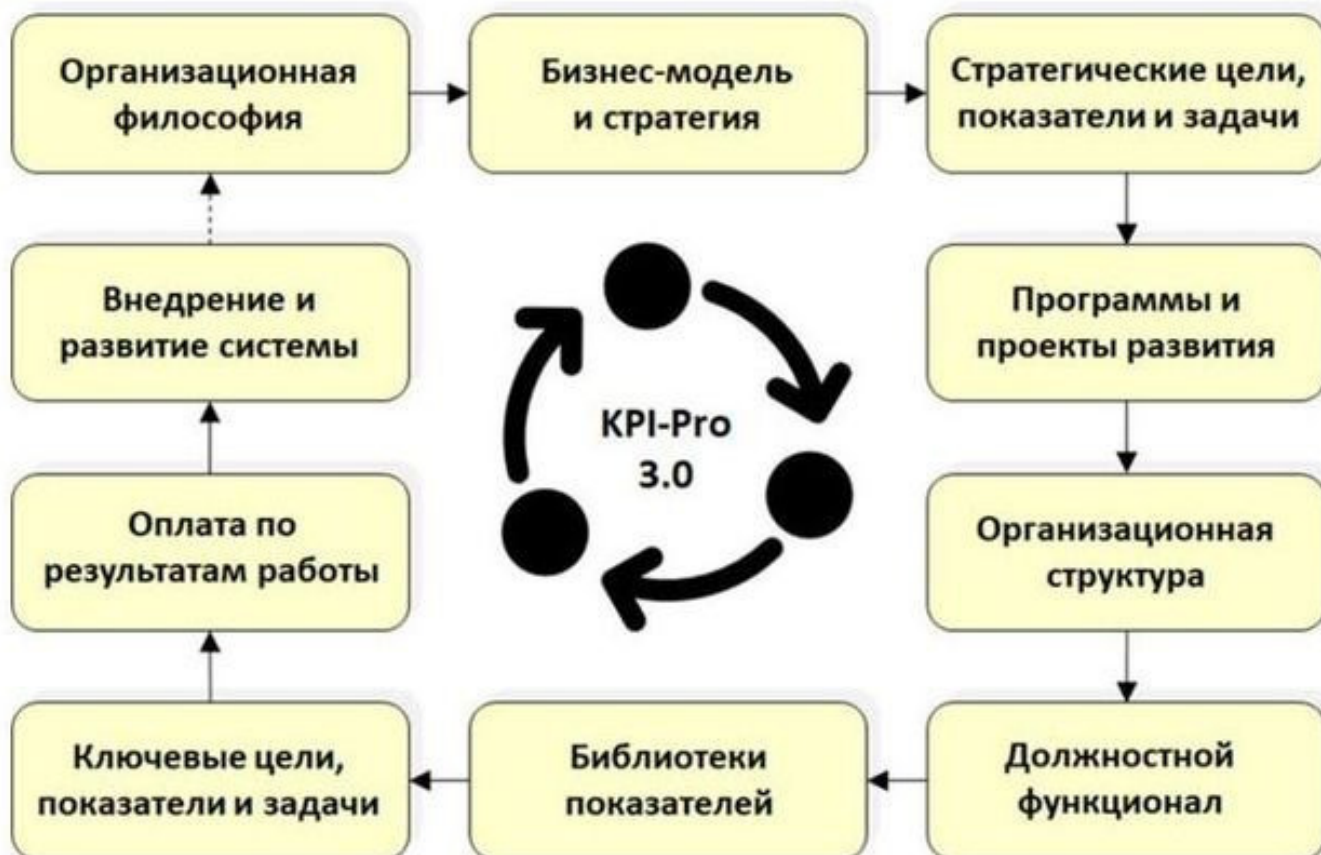 Организационная
философия
Бизнес-модель
и стратегия
Стратегические цели,
показатели и задачи
Программы и
проекты развития
Организационная
структура
Должностной
функционал
Библиотеки
показателей
Ключевые цели,
показатели и задачи
Оплата по
результатам работы
Внедрение и
развитие системы
KPI-Pro
3.0